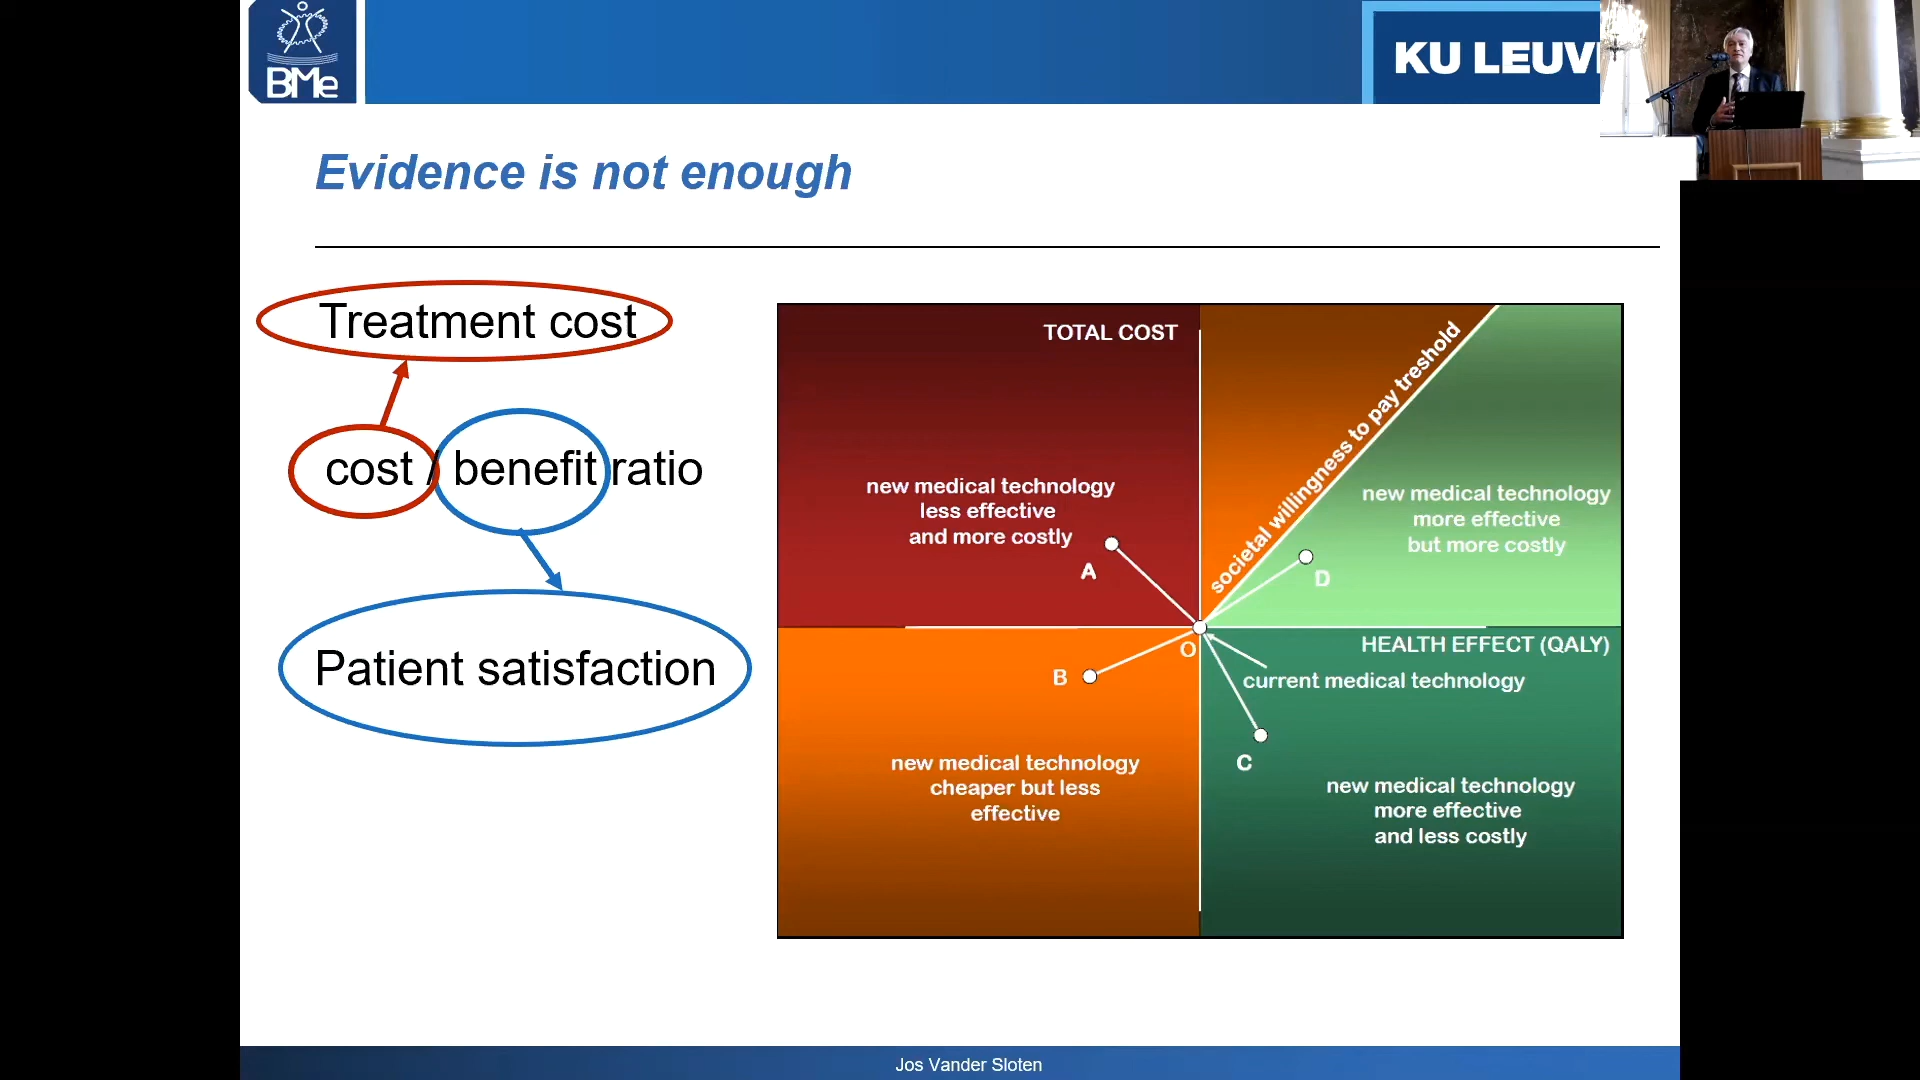 BMe
KU LEUV
Evidence is not enough
Treatment cost
cost / benefit ratio
Patient satisfaction
TOTAL COST
societal willingness to pay treshold
new medical technology
less effective
and more costly
A
new medical technology
more effective
but more costly
D
O
HEALTH EFFECT (QALY)
current medical technology
B
C
new medical technology
cheaper but less
effective
new medical technology
more effective
and less costly
Jos Vander Sloten